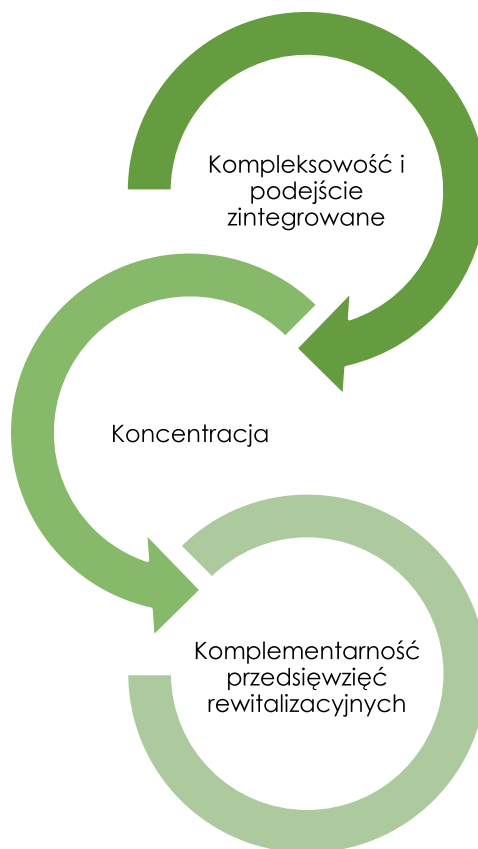 Kompleksowość i
podejście
zintegrowane
Koncentracja
Komplementarność
przedsięwzięć
rewitalizacyjnych